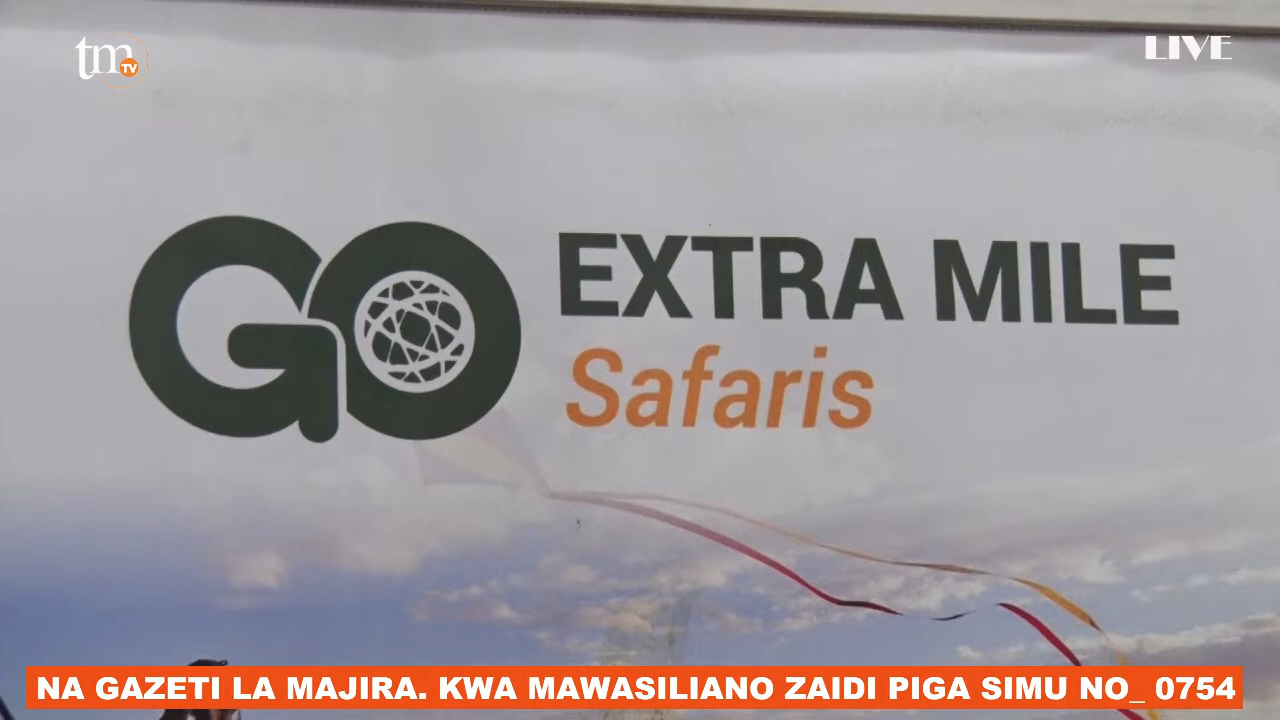 tm
TV
LIVE
GO
EXTRA MILE
Safaris
NA GAZETI LA MAJIRA. KWA MAWASILIANO ZAIDI PIGA SIMU NO_ 0754